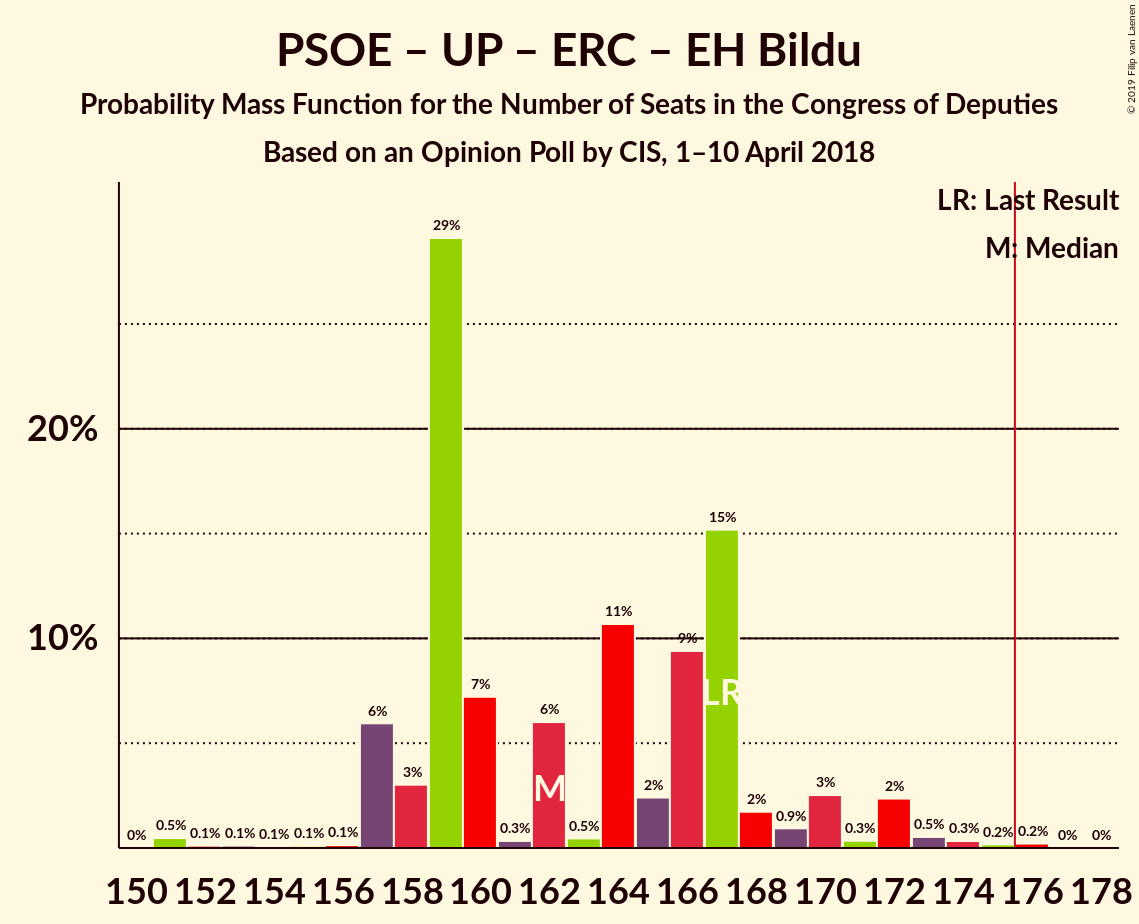 PSOE – UP – ERC – EH Bildu
Probability Mass Function for the Number of Seats in the Congress of Deputies
Based on an Opinion Poll by CIS, 1–10 April 2018
© 2019 Filip van Laenen
LR: Last Result
M: Median
20%
10%
0% 0.5% 0.1% 0.1% 0.1% 0.1% 0.1% 6% 3% 29% 7% 0.3% 6% 0.5% 11% 2% 9% 15% 2% 0.9% 3% 0.3% 2% 0.5% 0.3% 0.2% 0.2% 0% 0%
LR
M
150 152 154 156 158 160 162 164 166 168 170 172 174 176 178